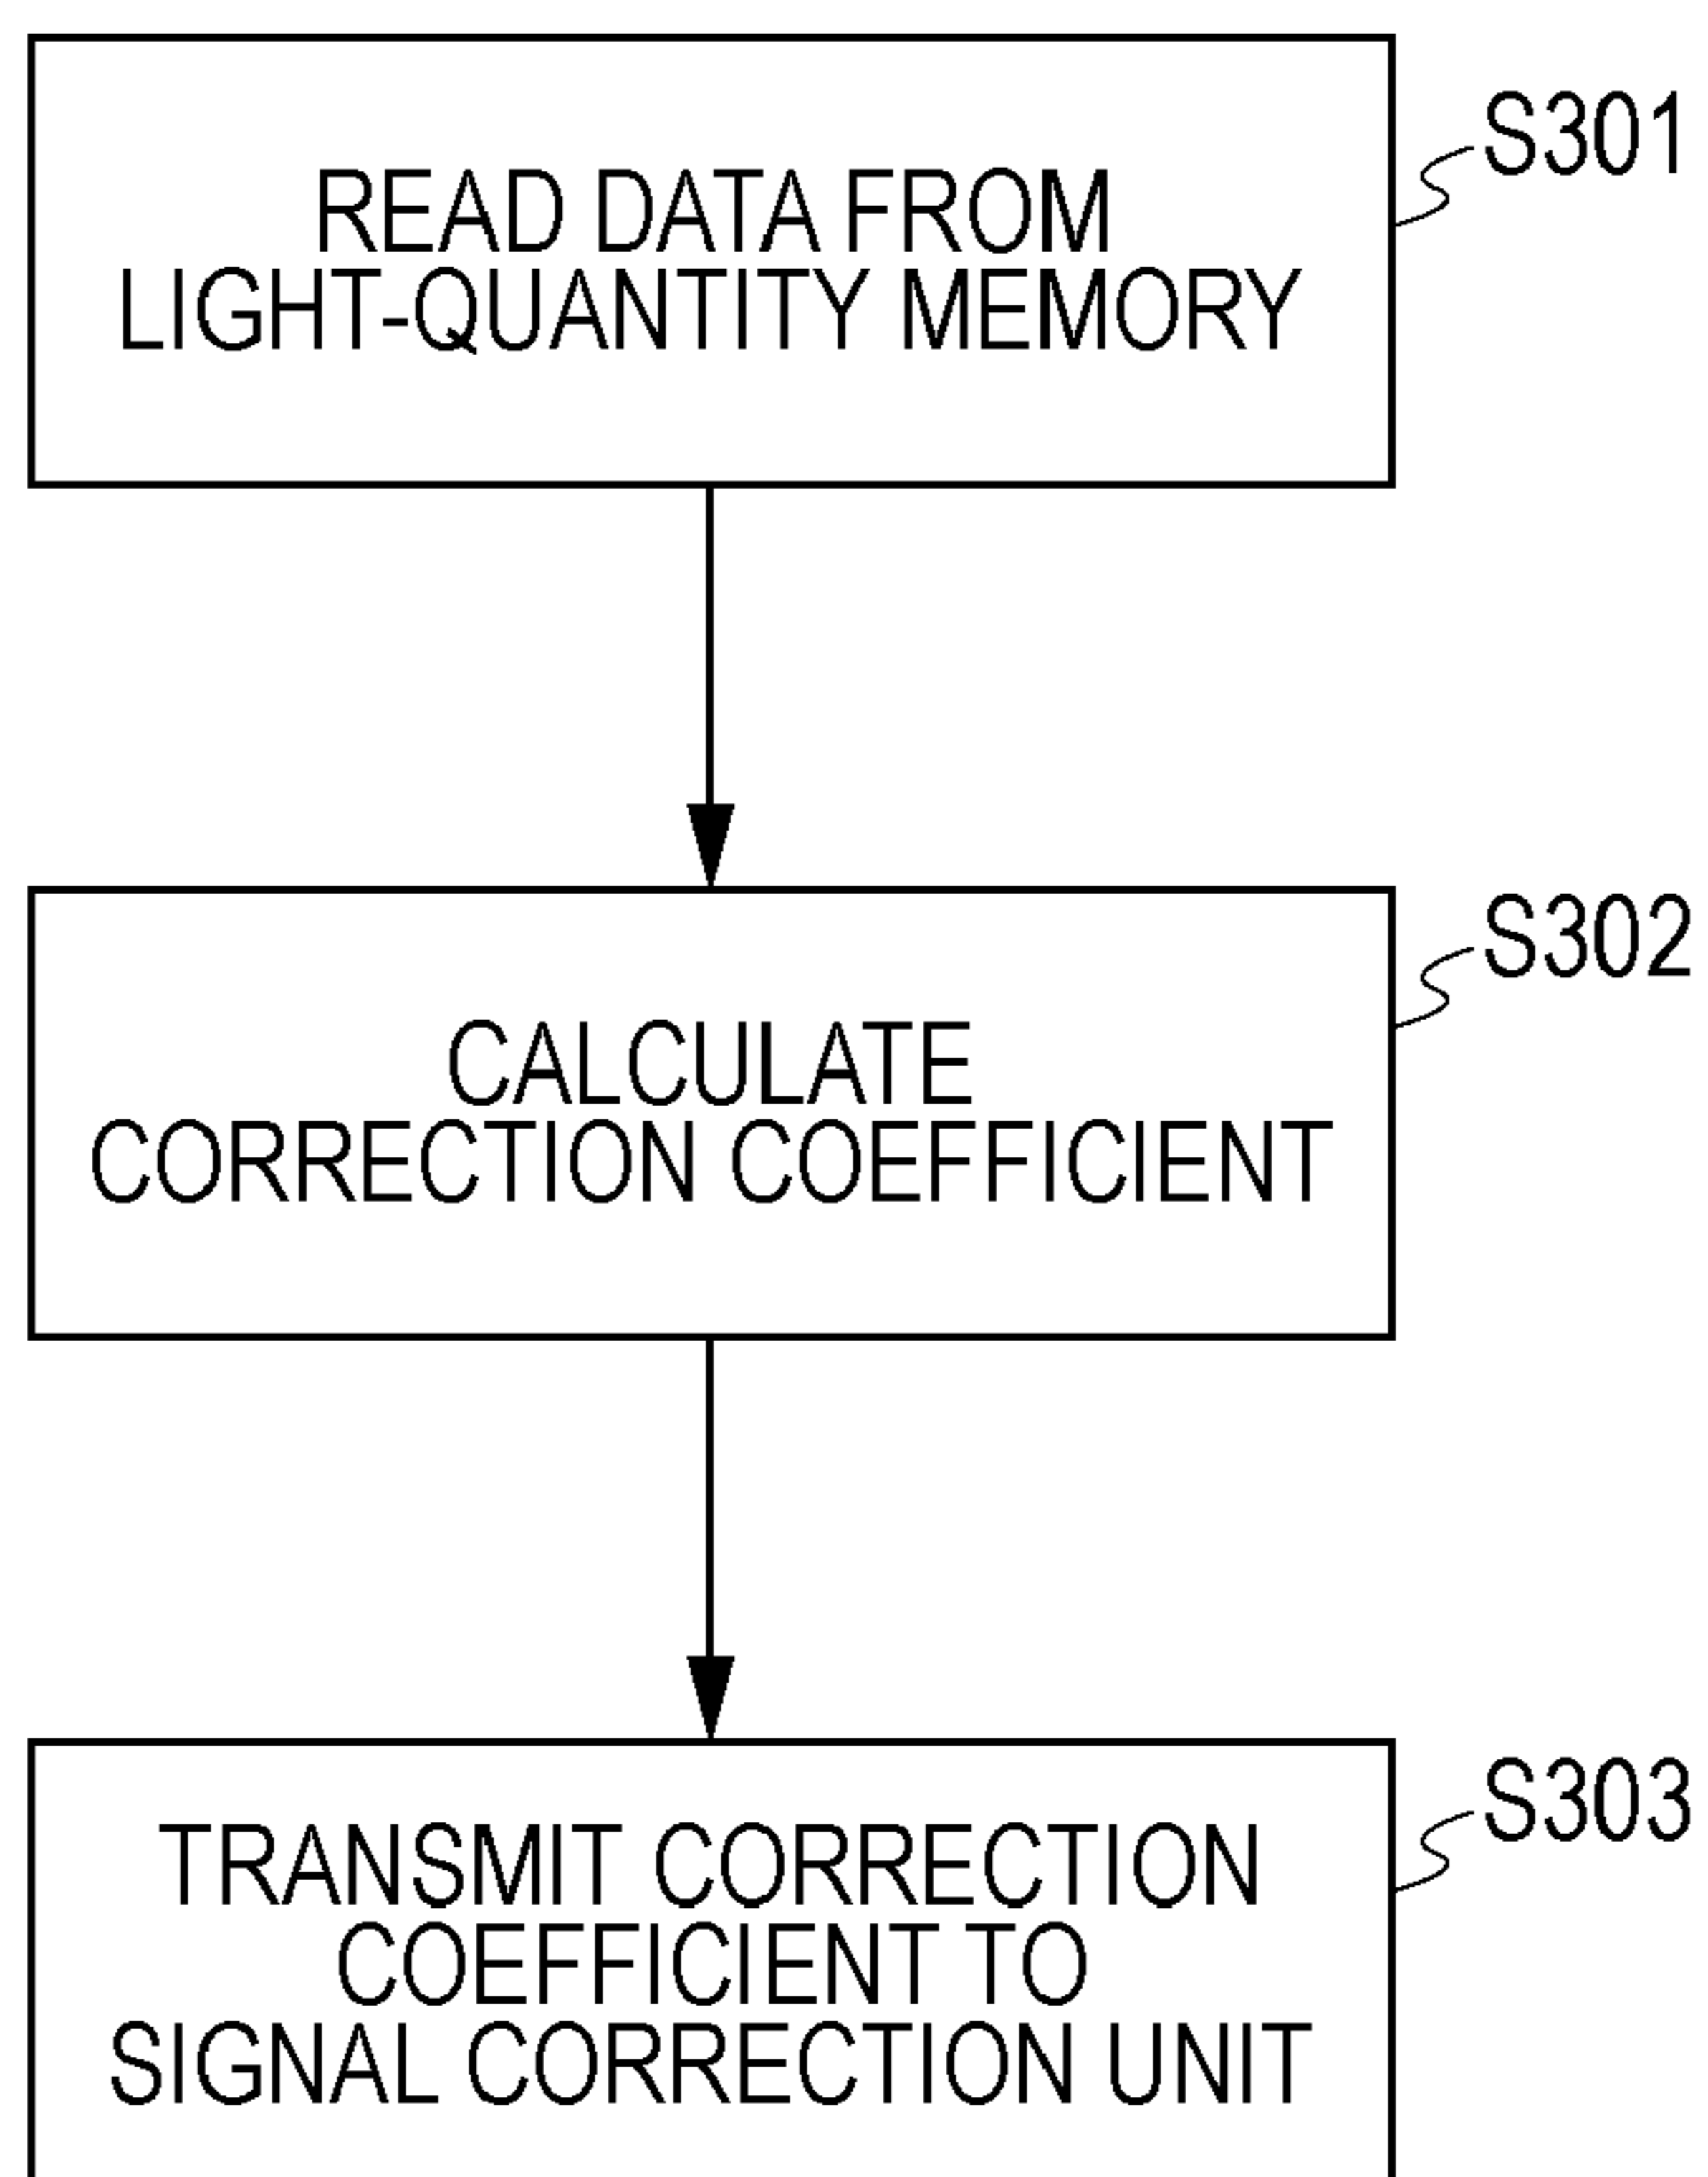 READ DATA FROM
LIGHT-QUANTITY MEMORY
S301
CALCULATE
CORRECTION COEFFICIENT
S302
TRANSMIT CORRECTION
COEFFICIENT TO
SIGNAL CORRECTION UNIT
S303